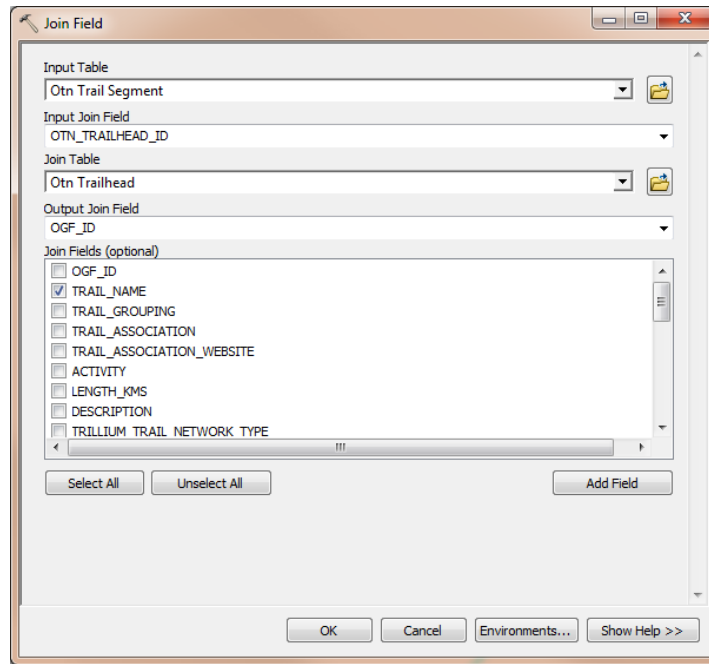 Join Field
Input Table
Otn Trail Segment
Input Join Field
OTN_TRAILHEAD_ID
Join Table
Otn Trailhead
Output Join Field
OGF_ID
Join Fields (optional)
OGF_ID
TRAIL_NAME
TRAIL_GROUPING
TRAIL_ASSOCIATION
TRAIL_ASSOCIATION_WEBSITE
ACTIVITY
LENGTH_KMS
DESCRIPTION
TRILLIUM_TRAIL_NETWORK_TYPE
Select All Unselect All Add Field
OK Cancel Environments... Show Help >>